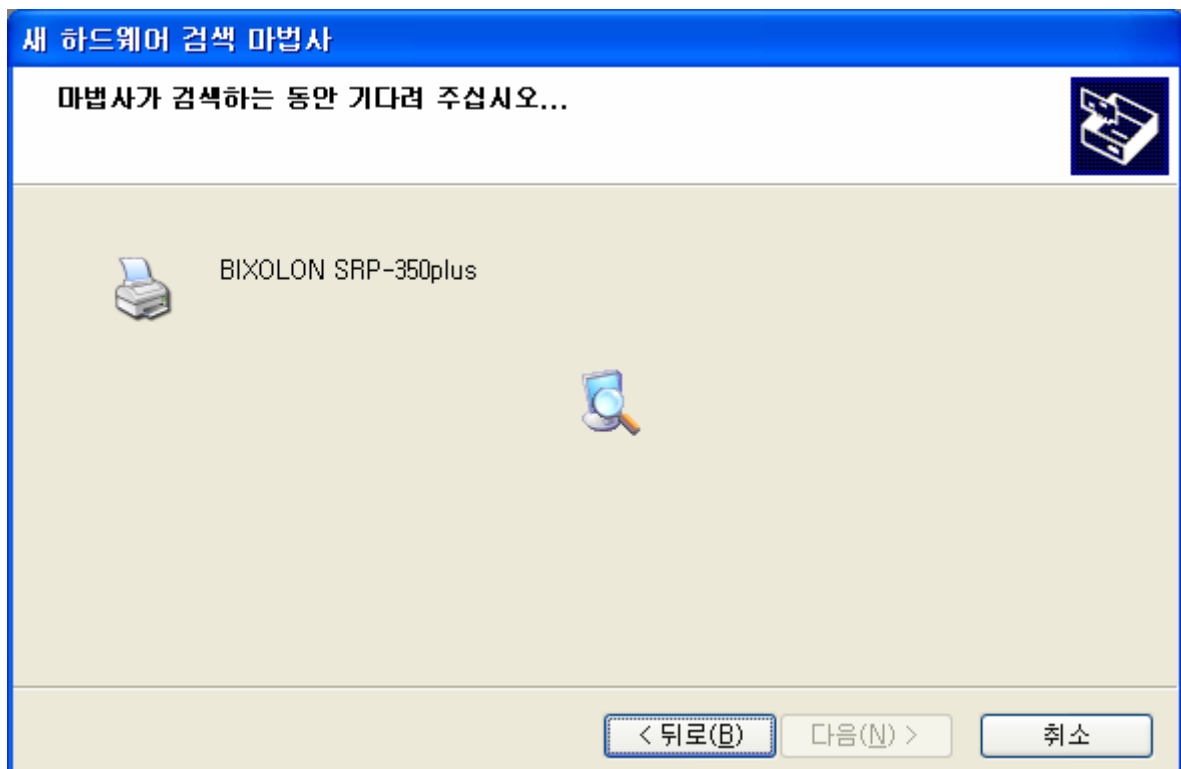 새 하드웨어 검색 마법사
마법사가 검색하는 동안 기다려 주십시오...
BIXOLON SRP-350plus
< 뒤로(B)
다음(N) >
취소